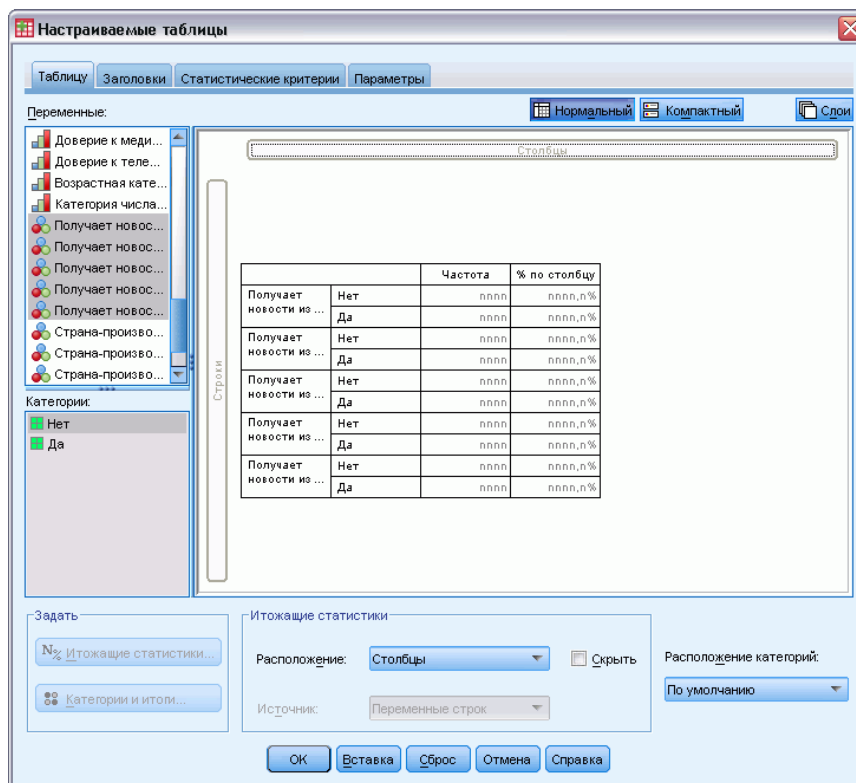 Настраиваемые таблицы
Таблицу Заголовки Статистические критерии Параметры
Переменные:
Нормальный Компактный Слои
Доверие к меди...
Доверие к теле...
Возрастная кате...
Категория числа...
Получает новос...
Получает новос...
Получает новос...
Получает новос...
Получает новос...
Страна-произво...
Страна-произво...
Страна-произво...
Категории:
Нет
Да
Столбцы
Строки
Частота % по столбцу
Получает новости из ... Нет nnnn nnnn,n%
Да nnnn nnnn,n%
Получает новости из ... Нет nnnn nnnn,n%
Да nnnn nnnn,n%
Получает новости из ... Нет nnnn nnnn,n%
Да nnnn nnnn,n%
Получает новости из ... Нет nnnn nnnn,n%
Да nnnn nnnn,n%
Получает новости из ... Нет nnnn nnnn,n%
Да nnnn nnnn,n%
Задать
N% Итожащие статистики...
Категории и итоги...
Итожащие статистики
Расположение: Столбцы Скрыть
Источник: Переменные строк
Расположение категорий:
По умолчанию
OK Вставка Сброс Отмена Справка